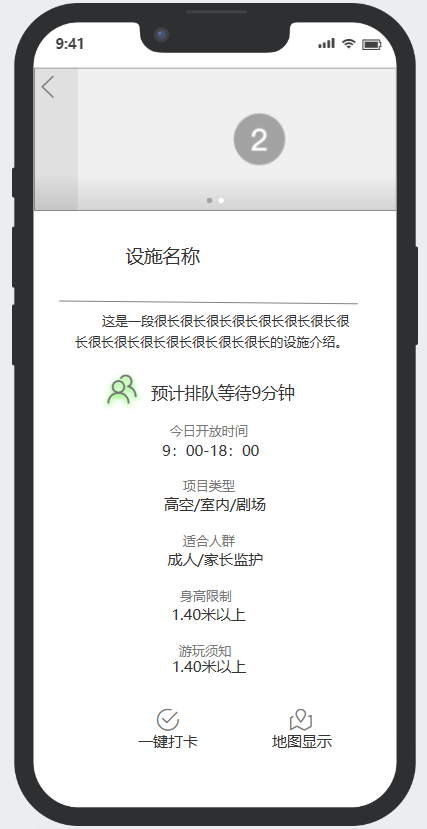 9:41
2
设施名称
这是一段很长很长很长很长很长很长很长很
长很长很长很长很长很长很长很长的设施介绍。
预计排队等待9分钟
今日开放时间
9：00-18：00
项目类型
高空/室内/剧场
适合人群
成人/家长监护
身高限制
1.40米以上
游玩须知
1.40米以上
一键打卡
地图显示